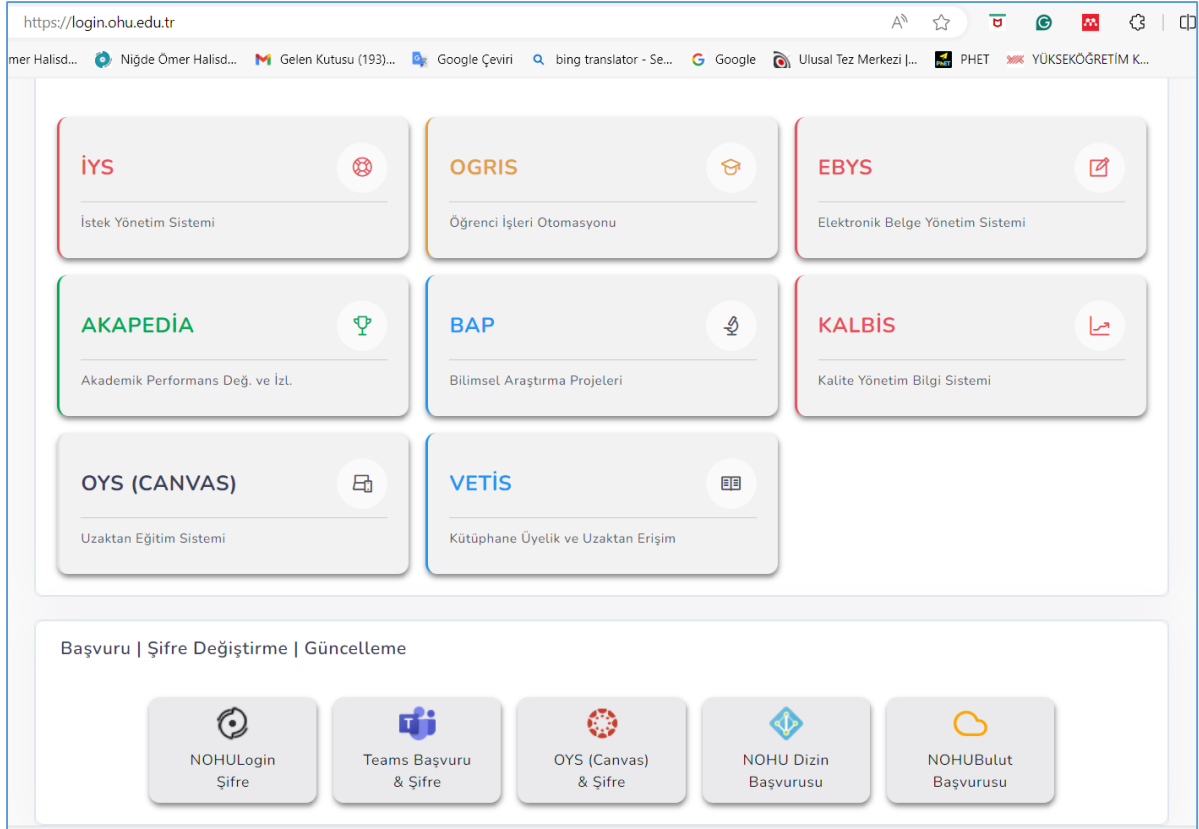 https://login.ohu.edu.tr
mer Halisd... Niğde Ömer Halisd... Gelen Kutusu (193)... Google Çeviri bing translator - Se... Google Ulusal Tez Merkezi |... PHET YÜKSEKÖĞRETİM K...
İYS
İstek Yönetim Sistemi
OGRIS
Öğrenci İşleri Otomasyonu
EBYS
Elektronik Belge Yönetim Sistemi
AKAPEDİA
Akademik Performans Değ. ve İzl.
BAP
Bilimsel Araştırma Projeleri
KALBİS
Kalite Yönetim Bilgi Sistemi
OYS (CANVAS)
Uzaktan Eğitim Sistemi
VETİS
Kütüphane Üyelik ve Uzaktan Erişim
Başvuru | Şifre Değiştirme | Güncelleme
NOHULogin
Şifre
Teams Başvuru
& Şifre
OYS (Canvas)
& Şifre
NOHU Dizin
Başvurusu
NOHUBulut
Başvurusu